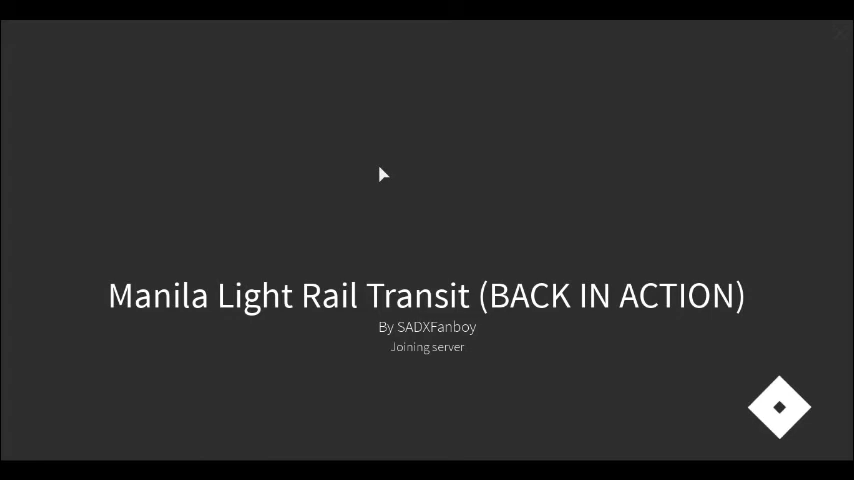 Manila Light Rail Transit (BACK IN ACTION)
By SADXFanboy
Joining server